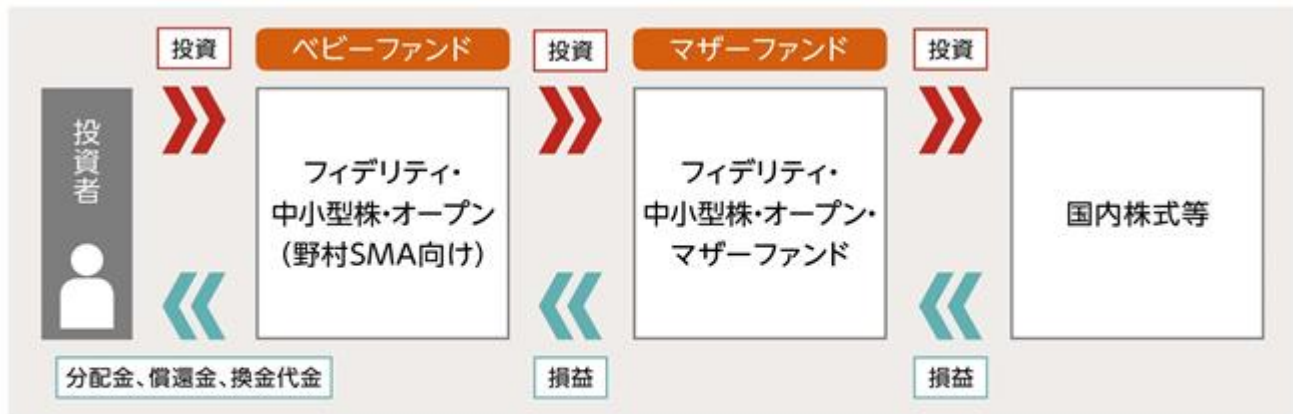 投資
ベビーファンド
投資
マザーファンド
投資
投資者
フィデリティ・
中小型株・オープン
（野村SMA向け）
フィデリティ・
中小型株・オープン・
マザーファンド
国内株式等
分配金、償還金、換金代金
損益
損益